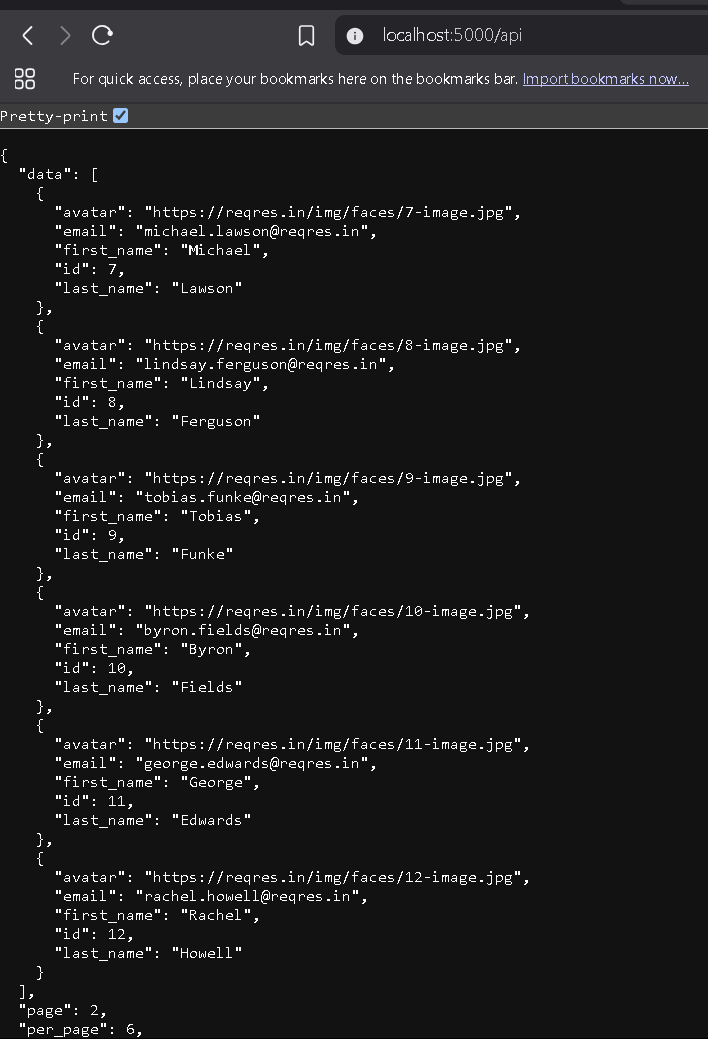 localhost:5000/api
For quick access, place your bookmarks here on the bookmarks bar. Import bookmarks now...
Pretty-print
{
  "data": [
    {
      "avatar": "https://reqres.in/img/faces/7-image.jpg",
      "email": "michael.lawson@reqres.in",
      "first_name": "Michael",
      "id": 7,
      "last_name": "Lawson"
    },
    {
      "avatar": "https://reqres.in/img/faces/8-image.jpg",
      "email": "lindsay.ferguson@reqres.in",
      "first_name": "Lindsay",
      "id": 8,
      "last_name": "Ferguson"
    },
    {
      "avatar": "https://reqres.in/img/faces/9-image.jpg",
      "email": "tobias.funke@reqres.in",
      "first_name": "Tobias",
      "id": 9,
      "last_name": "Funke"
    },
    {
      "avatar": "https://reqres.in/img/faces/10-image.jpg",
      "email": "byron.fields@reqres.in",
      "first_name": "Byron",
      "id": 10,
      "last_name": "Fields"
    },
    {
      "avatar": "https://reqres.in/img/faces/11-image.jpg",
      "email": "george.edwards@reqres.in",
      "first_name": "George",
      "id": 11,
      "last_name": "Edwards"
    },
    {
      "avatar": "https://reqres.in/img/faces/12-image.jpg",
      "email": "rachel.howell@reqres.in",
      "first_name": "Rachel",
      "id": 12,
      "last_name": "Howell"
    }
  ],
  "page": 2,
  "per_page": 6,